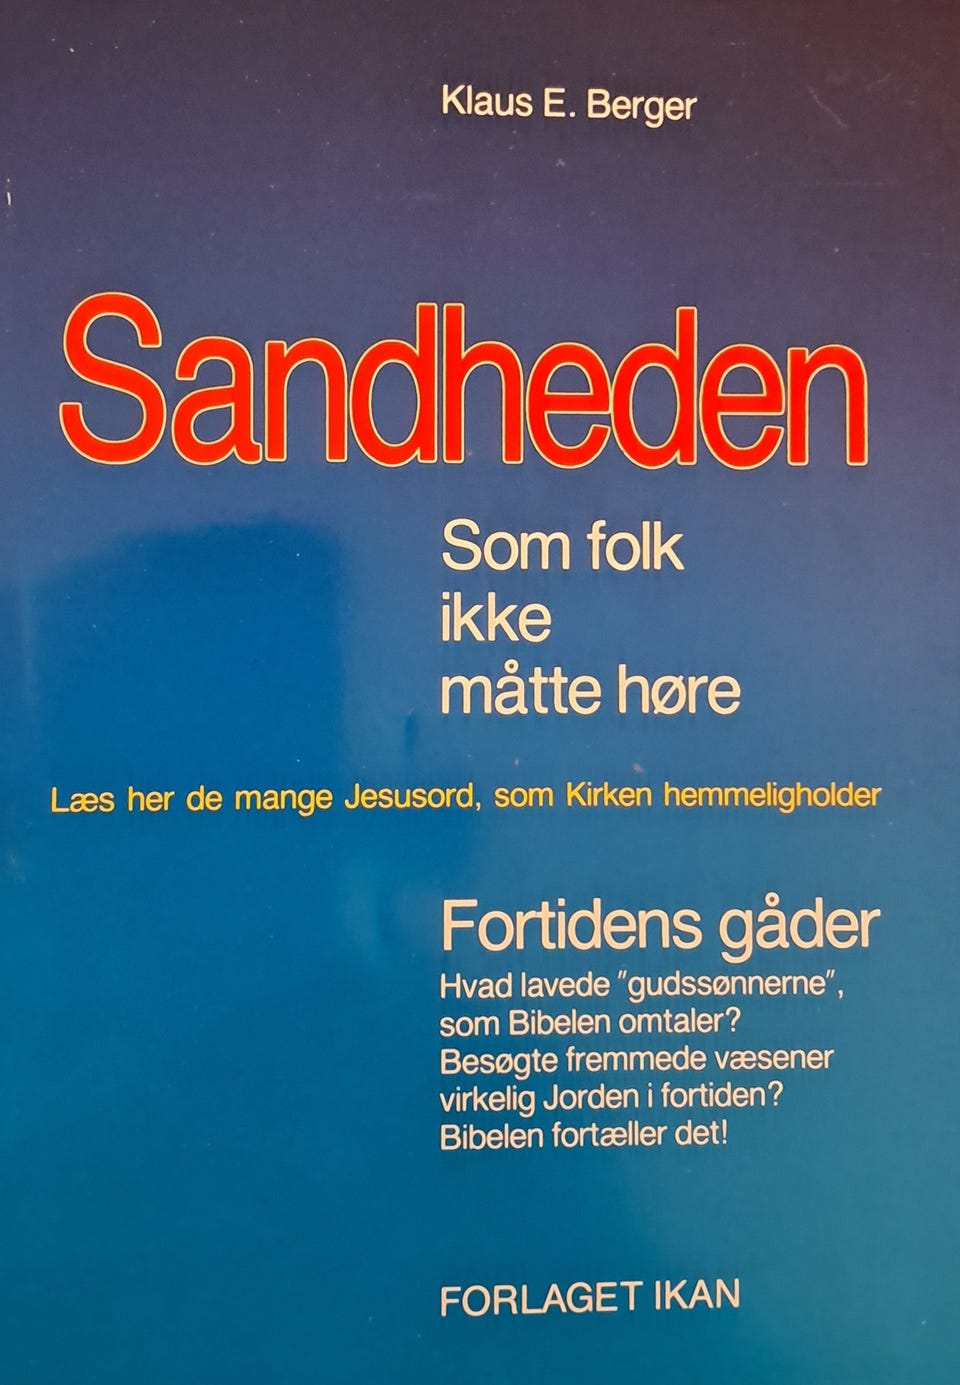 Klaus E. Berger
Sandheden
Som folk
ikke
måtte høre
Læs her de mange Jesusord, som Kirken hemmeligholder
Fortidens gåder
Hvad lavede "gudssønnerne",
som Bibelen omtaler?
Besøgte fremmede væsener
virkelig Jorden i fortiden?
Bibelen fortæller det!
FORLAGET IKAN